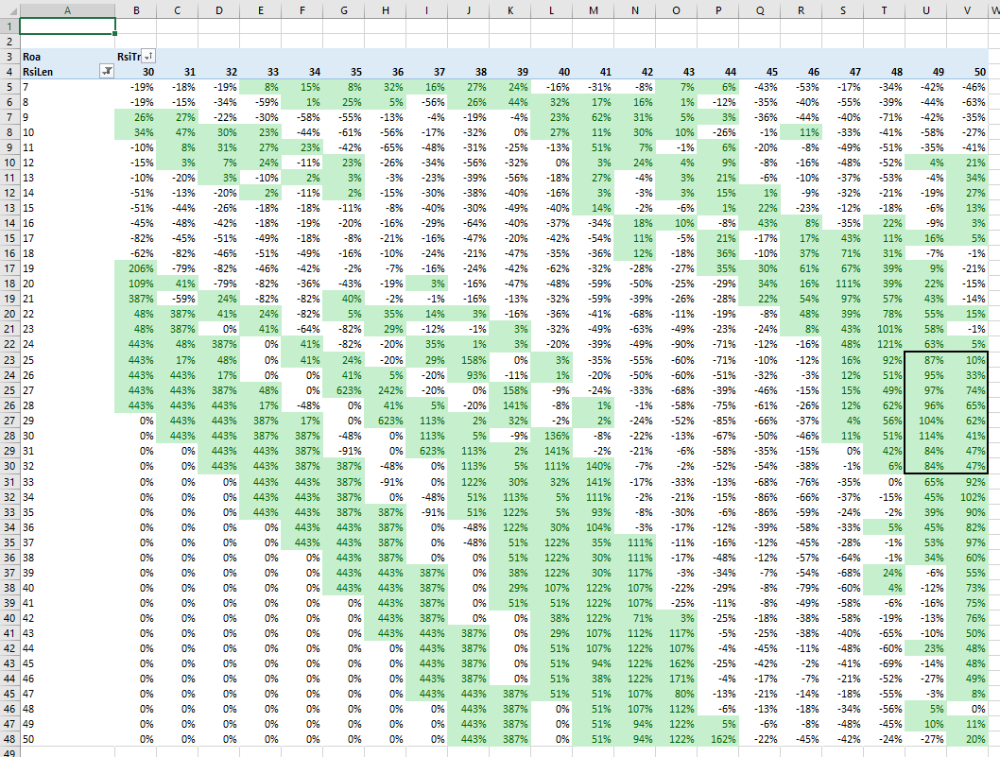 A B C D E F G H I J K L M N O P Q R S T U V W
1
2
3 Roa RsiTr
4 RsiLen 30 31 32 33 34 35 36 37 38 39 40 41 42 43 44 45 46 47 48 49 50
5 7 -19% -18% -19% 8% 15% 8% 32% 16% 27% 24% -16% -31% -8% 7% 6% -43% -53% -17% -34% -42% -46%
6 8 -19% -15% -34% -59% 1% 25% 5% -56% 26% 44% 32% 17% 16% 1% -12% -35% -40% -55% -39% -44% -63%
7 9 26% 27% -22% -30% -58% -55% -13% -4% -19% -4% 23% 62% 31% 5% 3% -36% -44% -40% -71% -42% -35%
8 10 34% 47% 30% 23% -44% -61% -56% -17% -32% 0% 27% 11% 30% 10% -26% -1% 11% -33% -41% -58% -27%
9 11 -10% 8% 31% 27% 23% -42% -65% -48% -31% -25% -13% 51% 7% -1% 6% -20% -8% -49% -51% -35% -41%
10 12 -15% 3% 7% 24% -11% 23% -26% -34% -56% -32% 0% 3% 24% 4% 9% -8% -16% -48% -52% 4% 21%
11 13 -10% -20% 3% -10% 2% 3% -3% -23% -39% -56% -18% 27% -4% 3% 21% -6% -10% -37% -53% -4% 34%
12 14 -51% -13% -20% 2% -11% 2% -15% -30% -38% -40% -16% 3% -3% 3% 15% 1% -9% -32% -21% -19% 27%
13 15 -51% -44% -26% -18% -18% -11% -8% -40% -30% -49% -40% 14% -2% -6% 1% 22% -23% -12% -18% -6% 13%
14 16 -45% -48% -42% -18% -19% -20% -16% -29% -64% -40% -37% -34% 18% 10% -8% 43% 8% -35% 22% -9% 3%
15 17 -82% -45% -51% -49% -18% -8% -21% -16% -47% -20% -42% -54% 11% -5% 21% -17% 17% 43% 11% 16% 5%
16 18 -62% -82% -46% -51% -49% -16% -10% -24% -21% -47% -35% -36% 12% -18% 36% -10% 37% 71% 31% -7% -1%
17 19 206% -79% -82% -46% -42% -2% -7% -16% -24% -42% -62% -32% -28% -27% 35% 30% 61% 67% 39% 9% -21%
18 20 109% 41% -79% -82% -36% -43% -19% 3% -16% -47% -48% -59% -50% -25% -29% 34% 16% 111% 39% 22% -15%
19 21 387% -59% 24% -82% -82% 40% -2% -1% -16% -13% -32% -59% -39% -26% -28% 22% 54% 97% 57% 43% -14%
20 22 48% 387% 41% 24% -82% 5% 35% 14% 3% -16% -36% -41% -68% -11% -19% -8% 48% 39% 78% 55% 15%
21 23 48% 387% 0% 41% -64% -82% 29% -12% -1% 3% -32% -49% -63% -49% -23% -24% 8% 43% 101% 58% -1%
22 24 443% 48% 387% 0% 41% -82% -20% 35% 1% 3% -20% -39% -49% -90% -71% -12% -16% 48% 121% 63% 5%
23 25 443% 17% 48% 0% 41% 24% -20% 29% 158% 0% 3% -35% -55% -60% -71% -10% -12% 16% 92% 87% 10%
24 26 443% 443% 17% 0% 0% 41% 5% -20% 93% -11% 1% -20% -50% -60% -51% -32% -3% 12% 51% 95% 33%
25 27 443% 443% 387% 48% 0% 623% 242% -20% 0% 158% -9% -24% -33% -68% -39% -46% -15% 15% 49% 97% 74%
26 28 443% 443% 443% 17% -48% 0% 41% 5% -20% 141% -8% 1% -1% -58% -75% -61% -26% 12% 62% 96% 65%
27 29 0% 443% 443% 387% 17% 0% 623% 113% 2% 32% -2% 2% -24% -52% -85% -66% -37% 4% 56% 104% 62%
28 30 0% 443% 443% 387% 387% -48% 0% 113% 5% -9% 136% -8% -22% -13% -67% -50% -46% 11% 51% 114% 41%
29 31 0% 0% 443% 443% 387% -91% 0% 623% 113% 2% 141% -2% -21% -6% -58% -35% -15% 0% 42% 84% 47%
30 32 0% 0% 443% 443% 387% 387% -48% 0% 113% 5% 111% 140% -7% -2% -52% -54% -38% -1% 6% 84% 47%
31 33 0% 0% 0% 443% 443% 387% -91% 0% 122% 30% 32% 141% -17% -33% -13% -68% -76% -35% 0% 65% 92%
32 34 0% 0% 0% 443% 443% 387% 0% -48% 51% 113% 5% 111% -2% -21% -15% -86% -66% -37% -15% 45% 102%
33 35 0% 0% 0% 443% 443% 387% 387% -91% 51% 122% 5% 93% -8% -30% -6% -86% -59% -24% -2% 39% 90%
34 36 0% 0% 0% 0% 443% 443% 387% 0% -48% 122% 30% 104% -3% -17% -12% -39% -58% -33% 5% 45% 82%
35 37 0% 0% 0% 0% 443% 443% 387% 0% -48% 51% 122% 35% 111% -11% -16% -12% -45% -28% -1% 53% 97%
36 38 0% 0% 0% 0% 0% 443% 387% 0% 0% 51% 122% 30% 111% -17% -48% -12% -57% -64% -1% 34% 60%
37 39 0% 0% 0% 0% 0% 443% 443% 387% 0% 38% 122% 30% 117% -3% -34% -7% -54% -68% 24% -6% 55%
38 40 0% 0% 0% 0% 0% 443% 443% 387% 0% 29% 107% 122% 107% -22% -29% -8% -79% -60% 4% -12% 73%
39 41 0% 0% 0% 0% 0% 0% 443% 387% 0% 51% 51% 122% 107% -25% -11% -8% -49% -58% -6% -16% 75%
40 42 0% 0% 0% 0% 0% 0% 443% 387% 0% 0% 38% 122% 71% 3% -25% -18% -38% -58% -19% -13% 76%
41 43 0% 0% 0% 0% 0% 0% 443% 443% 387% 0% 29% 107% 112% 117% -5% -25% -38% -40% -65% -10% 50%
42 44 0% 0% 0% 0% 0% 0% 0% 443% 387% 0% 51% 107% 122% 107% -4% -45% -11% -48% -60% 23% 48%
43 45 0% 0% 0% 0% 0% 0% 0% 443% 387% 0% 51% 94% 122% 162% -25% -42% -2% -41% -69% -14% 48%
44 46 0% 0% 0% 0% 0% 0% 0% 443% 387% 0% 51% 38% 122% 171% -4% -17% -7% -21% -52% -27% 49%
45 47 0% 0% 0% 0% 0% 0% 0% 443% 443% 387% 51% 51% 107% 80% -13% -21% -14% -18% -55% -3% 8%
46 48 0% 0% 0% 0% 0% 0% 0% 0% 443% 387% 0% 51% 107% 112% -6% -13% -18% -34% -56% 5% 0%
47 49 0% 0% 0% 0% 0% 0% 0% 0% 443% 387% 0% 51% 94% 122% 5% -6% -8% -48% -45% 10% 11%
48 50 0% 0% 0% 0% 0% 0% 0% 0% 443% 387% 0% 51% 94% 122% 162% -22% -45% -42% -24% -27% 20%
49